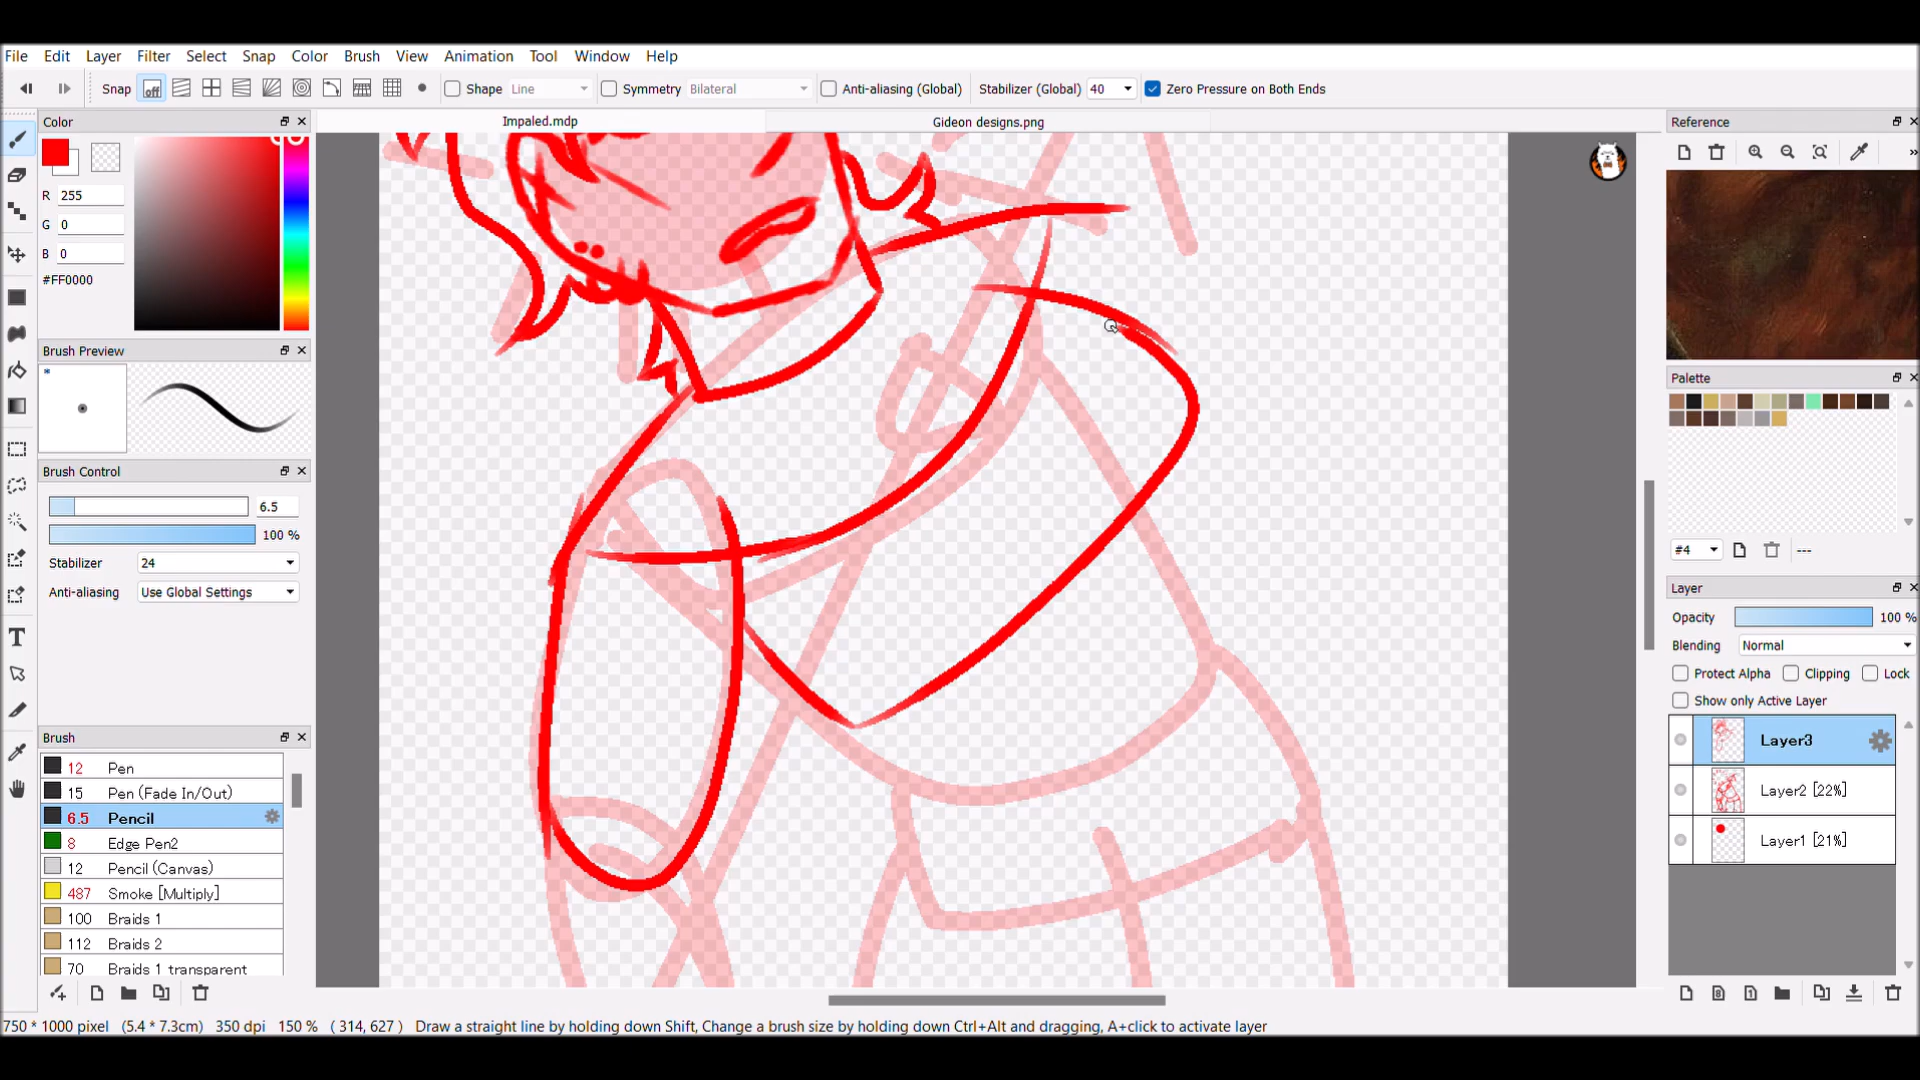 File Edit Layer Filter Select Snap Color Brush View Animation Tool Window Help
Snap off Shape Line Symmetry Bilateral Anti-aliasing (Global) Stabilizer (Global) 40 Zero Pressure on Both Ends
Color
Impaled.mdp
Gideon designs.png
Reference
R 255
G 0
B 0
#FF0000
Brush Preview
Palette
Brush Control
6.5
100 %
Stabilizer 24
#4 ---
Anti-aliasing Use Global Settings
Layer
Opacity 100 %
Blending Normal
Protect Alpha Clipping Lock
Show only Active Layer
Layer3
Layer2 [22%]
Layer1 [21%]
Brush
12 Pen
15 Pen (Fade In/Out)
6.5 Pencil
8 Edge Pen2
12 Pencil (Canvas)
487 Smoke [Multiply]
100 Braids 1
112 Braids 2
70 Braids 1 transparent
750 * 1000 pixel (5.4 * 7.3cm) 350 dpi 150 % ( 314, 627 ) Draw a straight line by holding down Shift, Change a brush size by holding down Ctrl+Alt and dragging, A+click to activate layer